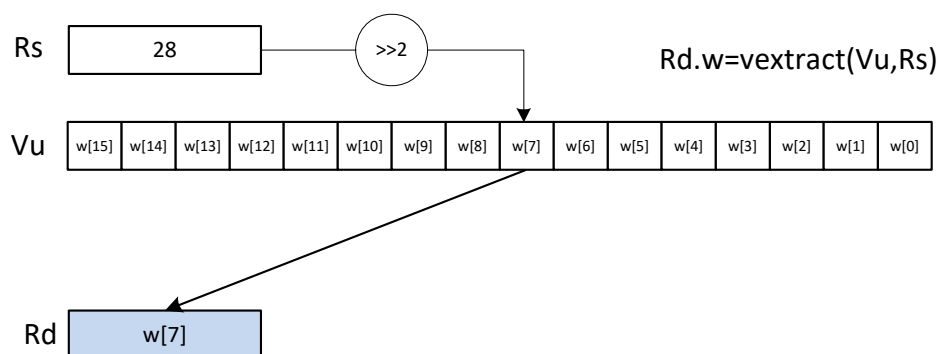 Rs 28 >>2
Rd.w=vextract(Vu,Rs)
Vu w[15] w[14] w[13] w[12] w[11] w[10] w[9] w[8] w[7] w[6] w[5] w[4] w[3] w[2] w[1] w[0]
Rd w[7]